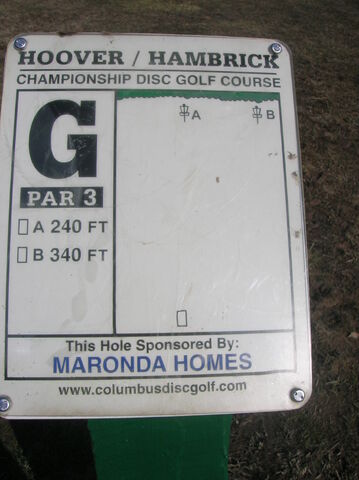 HOOVER / HAMBRICK
CHAMPIONSHIP DISC GOLF COURSE
G
PAR 3
A 240 FT
B 340 FT
A
B
This Hole Sponsored By:
MARONDA HOMES
www.columbusdiscgolf.com